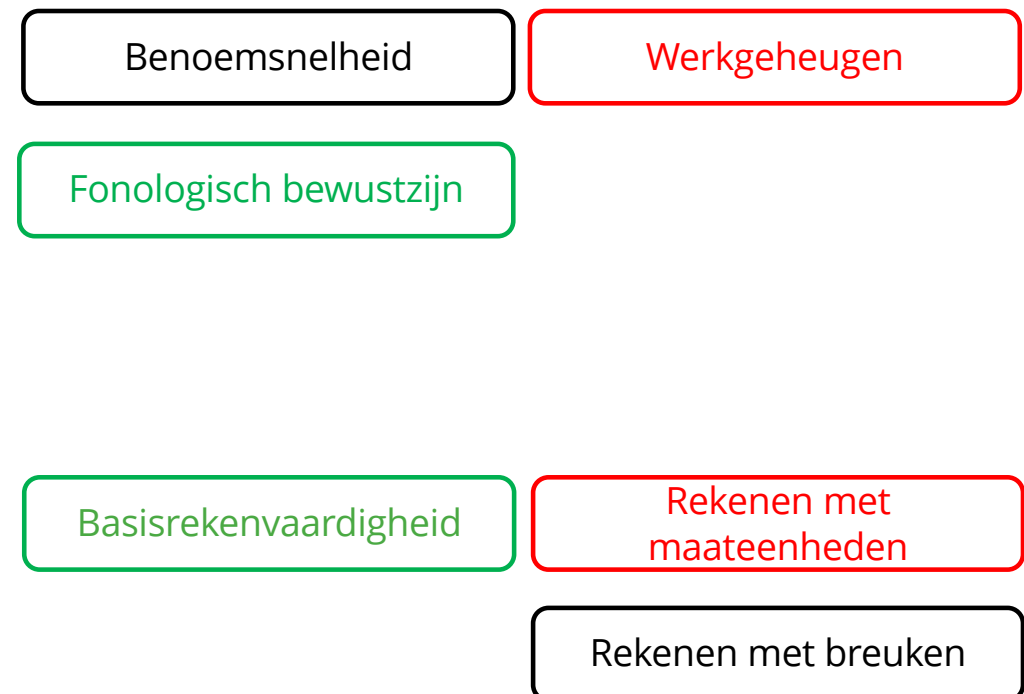 Benoemsnelheid
Werkgeheugen
Fonologisch bewustzijn
Basisrekenvaardigheid
Rekenen met
maateenheden
Rekenen met breuken